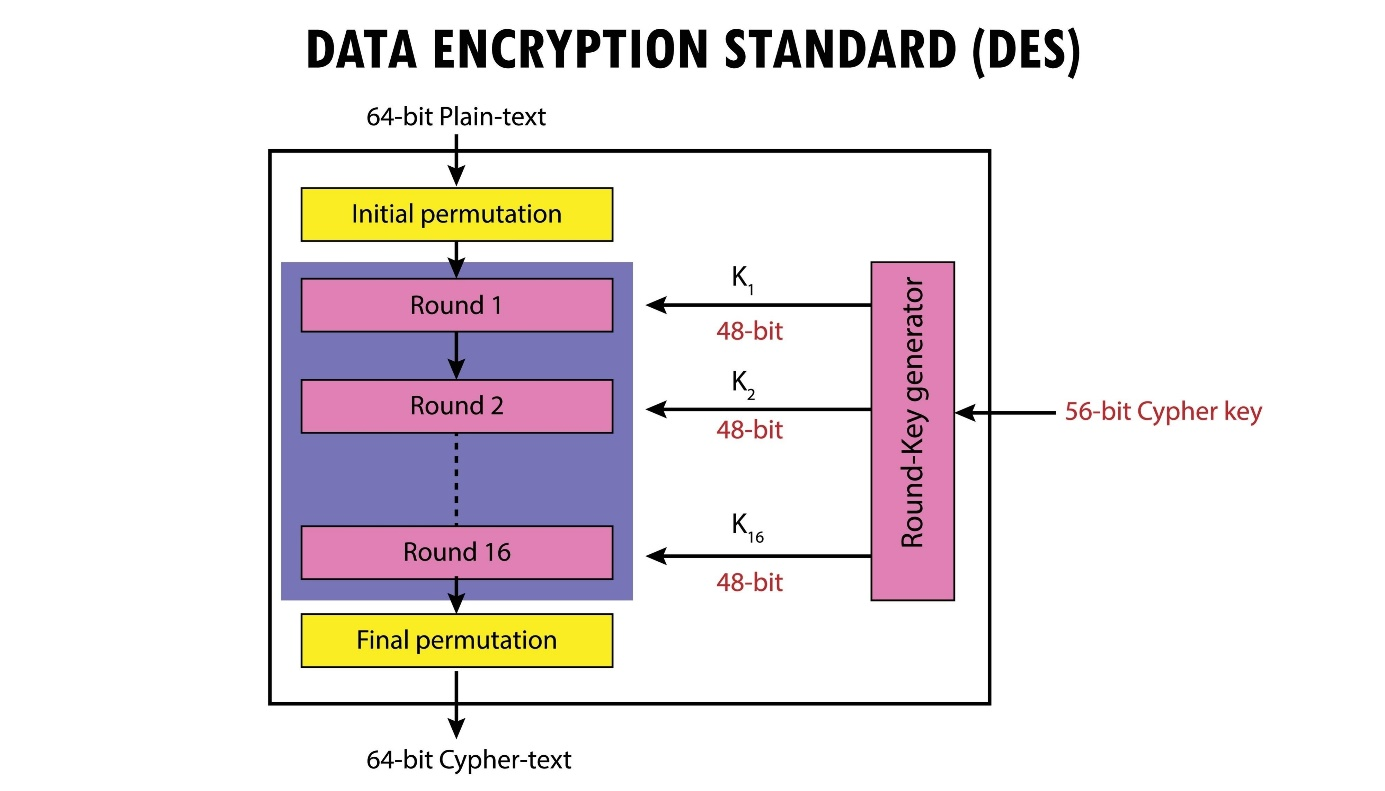 DATA ENCRYPTION STANDARD (DES)
64-bit Plain-text
Initial permutation
Round 1
K1
48-bit
Round 2
K2
48-bit
Round-Key generator
56-bit Cypher key
Round 16
K16
48-bit
Final permutation
64-bit Cypher-text